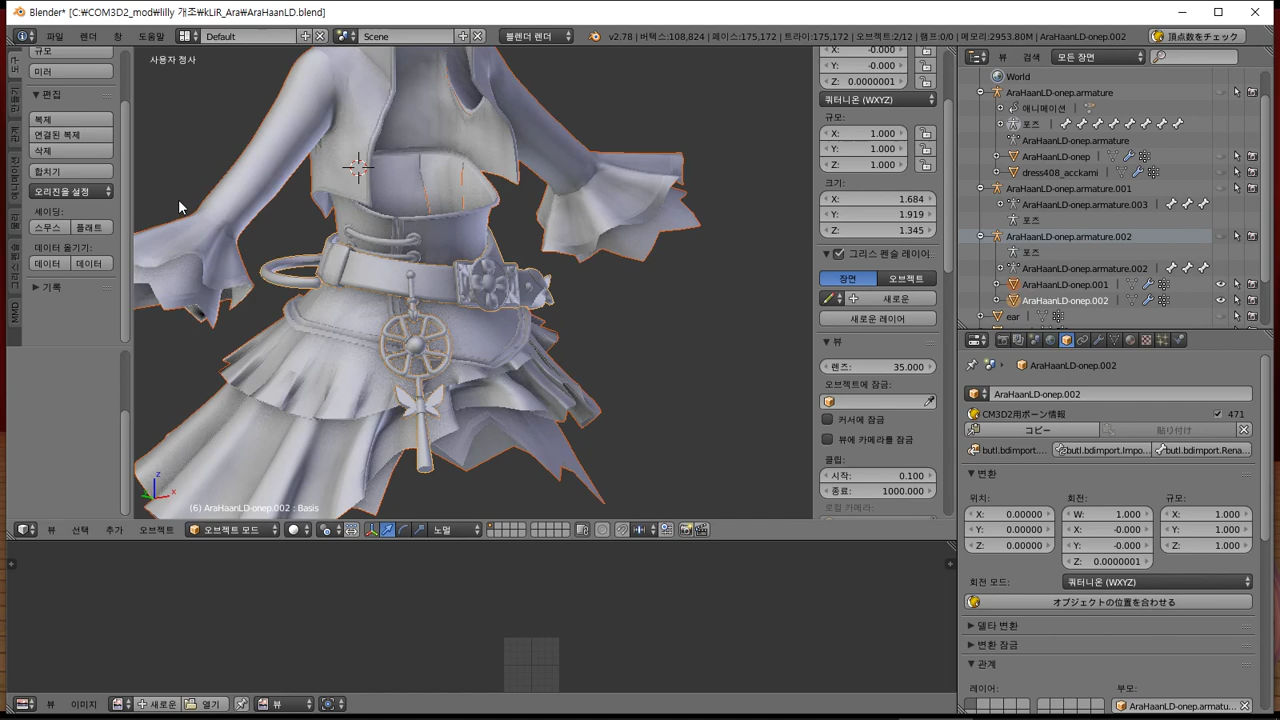 Blender* [C:₩COM3D2_mod₩lilly 개조₩kLiR_Ara₩AraHaanLD.blend]
파일 렌더 창 도움말 Default Scene 블렌더 렌더 v2.78 | 버텍스:108,824 | 페이스:175,172 | 트라이:175,172 | 오브젝트:2/12 | 램프:0/0 | 메모리:2953.80M | AraHaanLD-onep.002 頂点数をチェック
규모
미러
편집
복제
연결된 복제
삭제
합치기
오리진을 설정
셰이딩:
스무스 플래트
데이터 옮기기:
데이터 데이터
기록
MMD
사용자 정사
(6) AraHaanLD-onep.002 : Basis
뷰 선택 추가 오브젝트 오브젝트 모드 노멀
X: -0.000
Y: -0.000
Z: 0.0000001
쿼터니온 (WXYZ)
규모:
X: 1.000
Y: 1.000
Z: 1.000
크기:
X: 1.684
Y: 1.919
Z: 1.345
그리스 펜슬 레이어
장면 오브젝트
새로운
새로운 레이어
뷰
렌즈: 35.000
오브젝트에 잠금:
커서에 잠금
뷰에 카메라를 잠금
클립:
시작: 0.100
종료: 1000.000
로컬 카메라:
뷰 검색 모든 장면
World
AraHaanLD-onep.armature
애니메이션
포즈
AraHaanLD-onep.armature
AraHaanLD-onep
dress408_acckami
AraHaanLD-onep.armature.001
AraHaanLD-onep.armature.003
포즈
AraHaanLD-onep.armature.002
포즈
AraHaanLD-onep.armature.002
AraHaanLD-onep.001
AraHaanLD-onep.002
ear
AraHaanLD-onep.002
AraHaanLD-onep.002
CM3D2用ボーン情報 471
コピー 貼り付け
butl.bdimport.... butl.bdimport.Impo... butl.bdimport.Rena...
변환
위치: 회전: 규모:
X: 0.00000 W: 1.000 X: 1.000
Y: 0.00000 X: -0.000 Y: 1.000
Z: 0.00000 Y: -0.000 Z: 1.000
Z: 0.0000001
회전 모드: 쿼터니온 (WXYZ)
オブジェクトの位置を合わせる
델타 변환
변환 잠금
관계
레이어: 부모:
AraHaanLD-onep.armatu...
뷰 이미지 새로운 열기 뷰